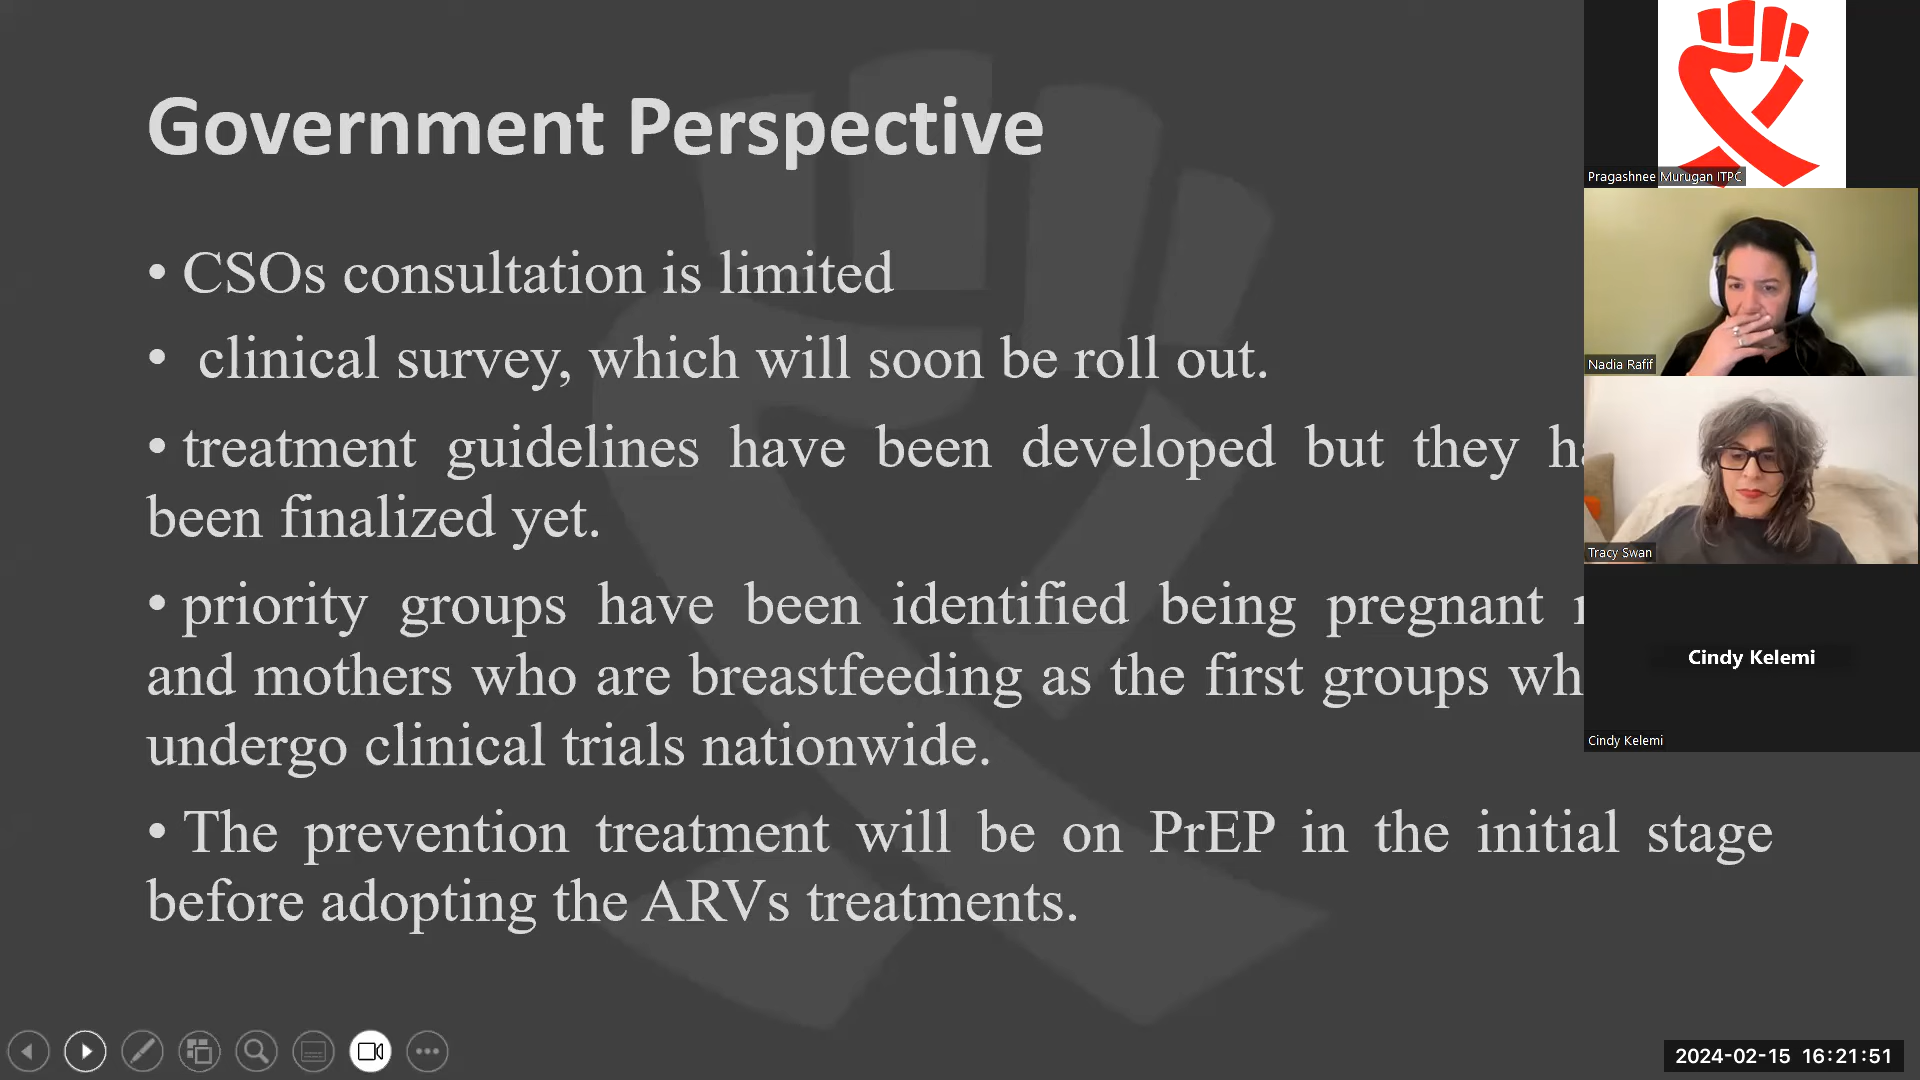 Government Perspective
• CSOs consultation is limited
• clinical survey, which will soon be roll out.
• treatment guidelines have been developed but they
been finalized yet.
• priority groups have been identified being pregnant
and mothers who are breastfeeding as the first groups
undergo clinical trials nationwide.
• The prevention treatment will be on PrEP in the initial stage
before adopting the ARVs treatments.
Pragashnee Murugan ITPC
Nadia Rafif
Tracy Swan
Cindy Kelemi
Cindy Kelemi
2024-02-15 16:21:51